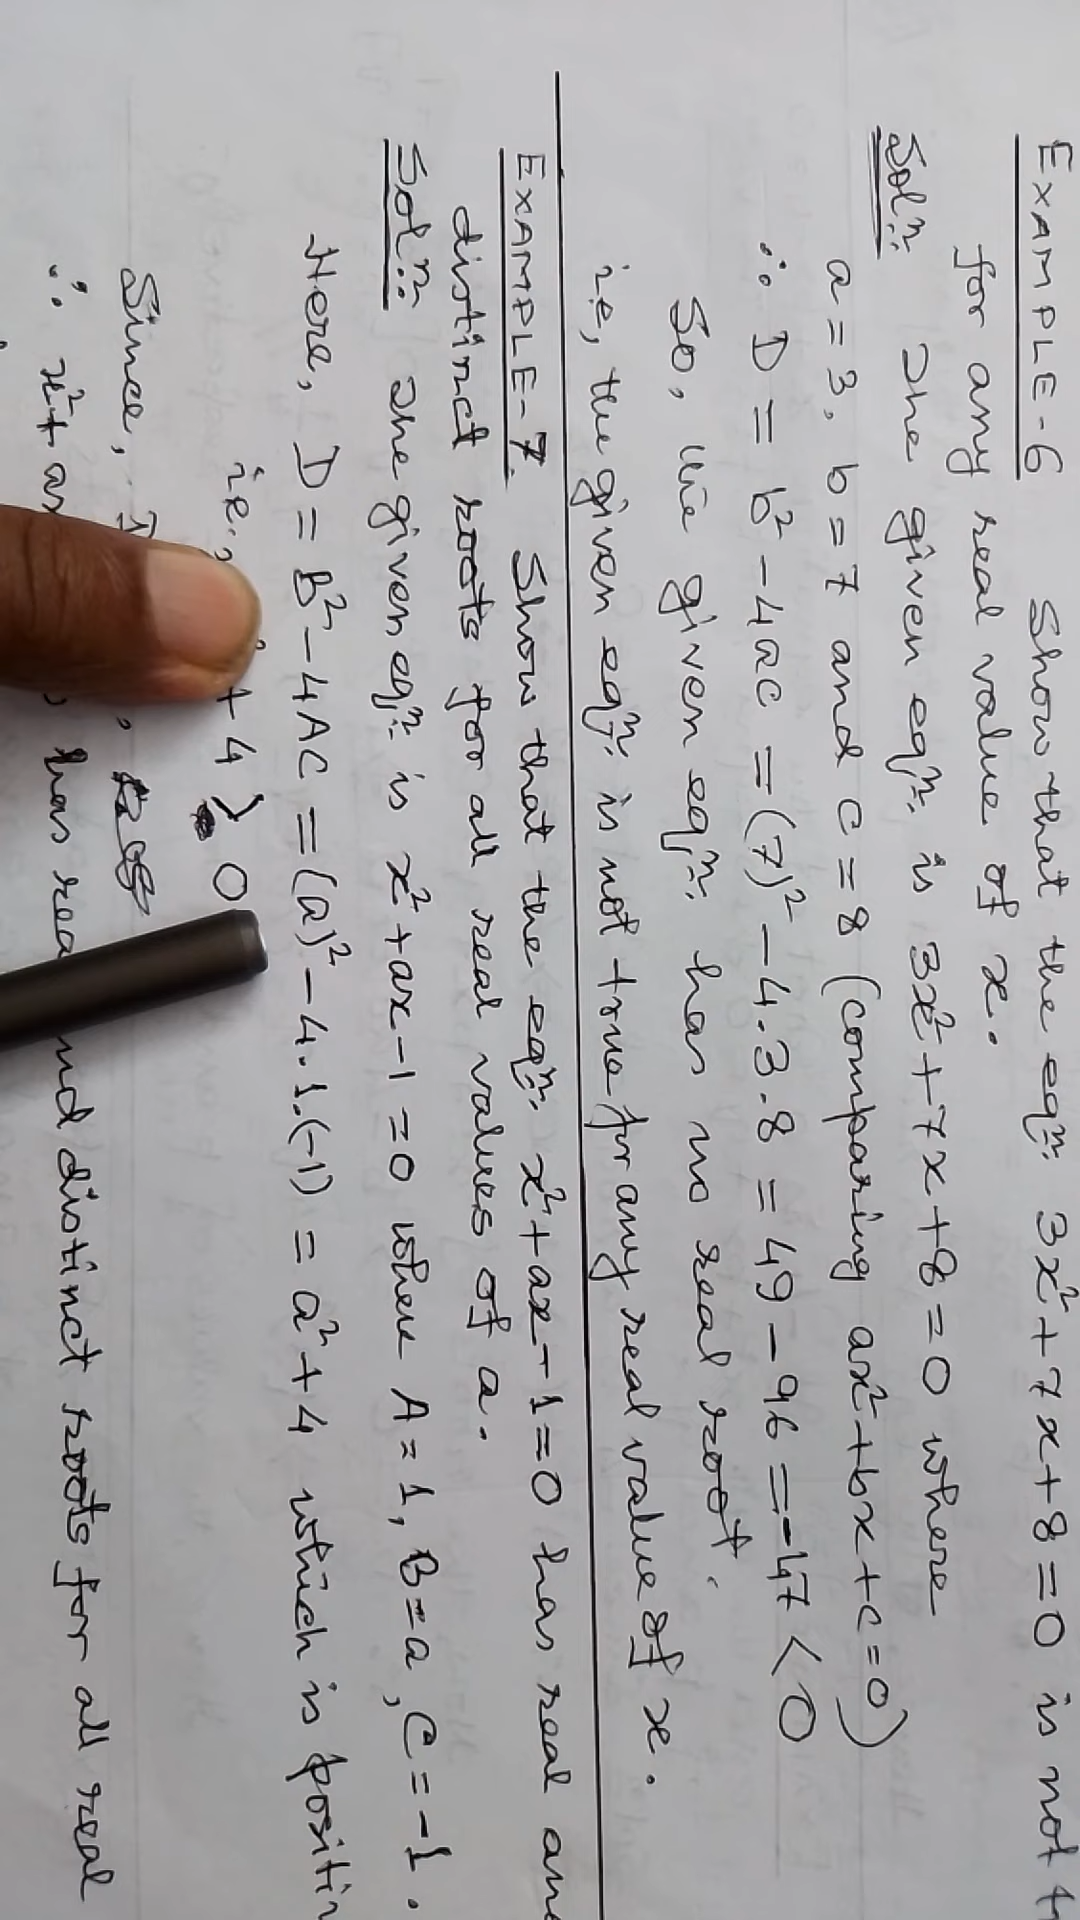 EXAMPLE-6 Show that the eqn. 3x²+7x+8=0 is not
for any real value of x.
Soln: The given eqn. is 3x²+7x+8=0 where
a=3, b=7 and c=8 (comparing ax²+bx+c=0)
∴ D = b²-4ac = (7)²-4.3.8 = 49-96 = -47 < 0
So, the given eqn. has no real root.
i.e, the given eqn. is not true for any real value of x.
EXAMPLE-7. Show that the eqn. x²+ax-1=0 has real and
distinct roots for all real values of a.
Soln: The given eqn. is x²+ax-1=0 where A=1, B=a, C=-1.
Here, D = B²-4AC = (a)²-4.1.(-1) = a²+4 which is
i.e., +4 > 0
Since,
∴ x²+ has distinct roots for all real